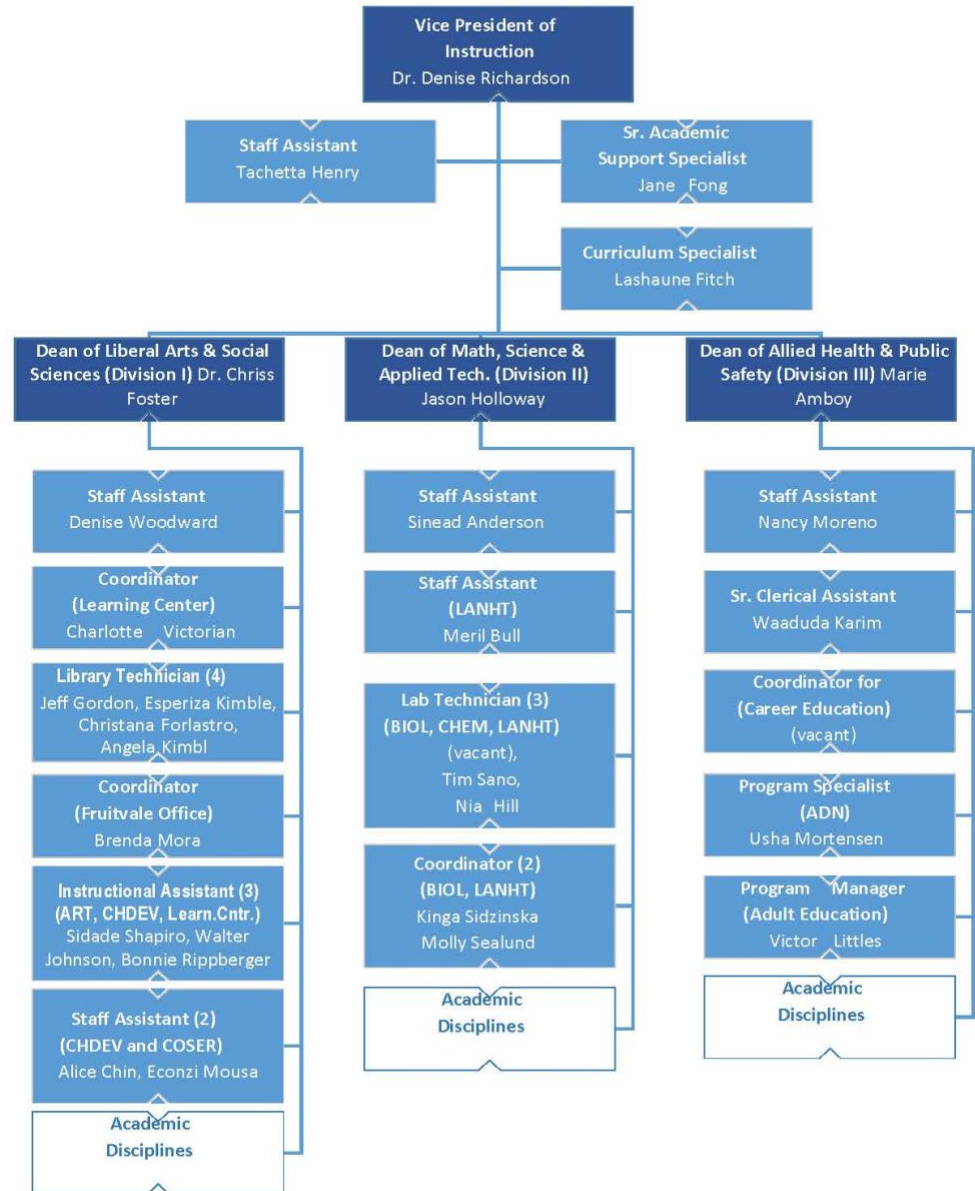 Vice President of
Instruction
Dr. Denise Richardson
Staff Assistant
Tachetta Henry
Sr. Academic
Support Specialist
Jane Fong
Curriculum Specialist
Lashaune Fitch
Dean of Liberal Arts & Social
Sciences (Division I) Dr. Chriss
Foster
Staff Assistant
Denise Woodward
Coordinator
(Learning Center)
Charlotte Victorian
Library Technician (4)
Jeff Gordon, Esperiza Kimble,
Christana Forlastro,
Angela Kimbl
Coordinator
(Fruitvale Office)
Brenda Mora
Instructional Assistant (3)
(ART, CHDEV, Learn.Cntr.)
Sidade Shapiro, Walter
Johnson, Bonnie Rippberger
Staff Assistant (2)
(CHDEV and COSER)
Alice Chin, Econzi Mousa
Academic
Disciplines
Dean of Math, Science &
Applied Tech. (Division II)
Jason Holloway
Staff Assistant
Sinead Anderson
Staff Assistant
(LANHT)
Meril Bull
Lab Technician (3)
(BIOL, CHEM, LANHT)
(vacant),
Tim Sano,
Nia Hill
Coordinator (2)
(BIOL, LANHT)
Kinga Sidzinska
Molly Sealund
Academic
Disciplines
Dean of Allied Health & Public
Safety (Division III) Marie
Amboy
Staff Assistant
Nancy Moreno
Sr. Clerical Assistant
Waaduda Karim
Coordinator for
(Career Education)
(vacant)
Program Specialist
(ADN)
Usha Mortensen
Program Manager
(Adult Education)
Victor Littles
Academic
Disciplines